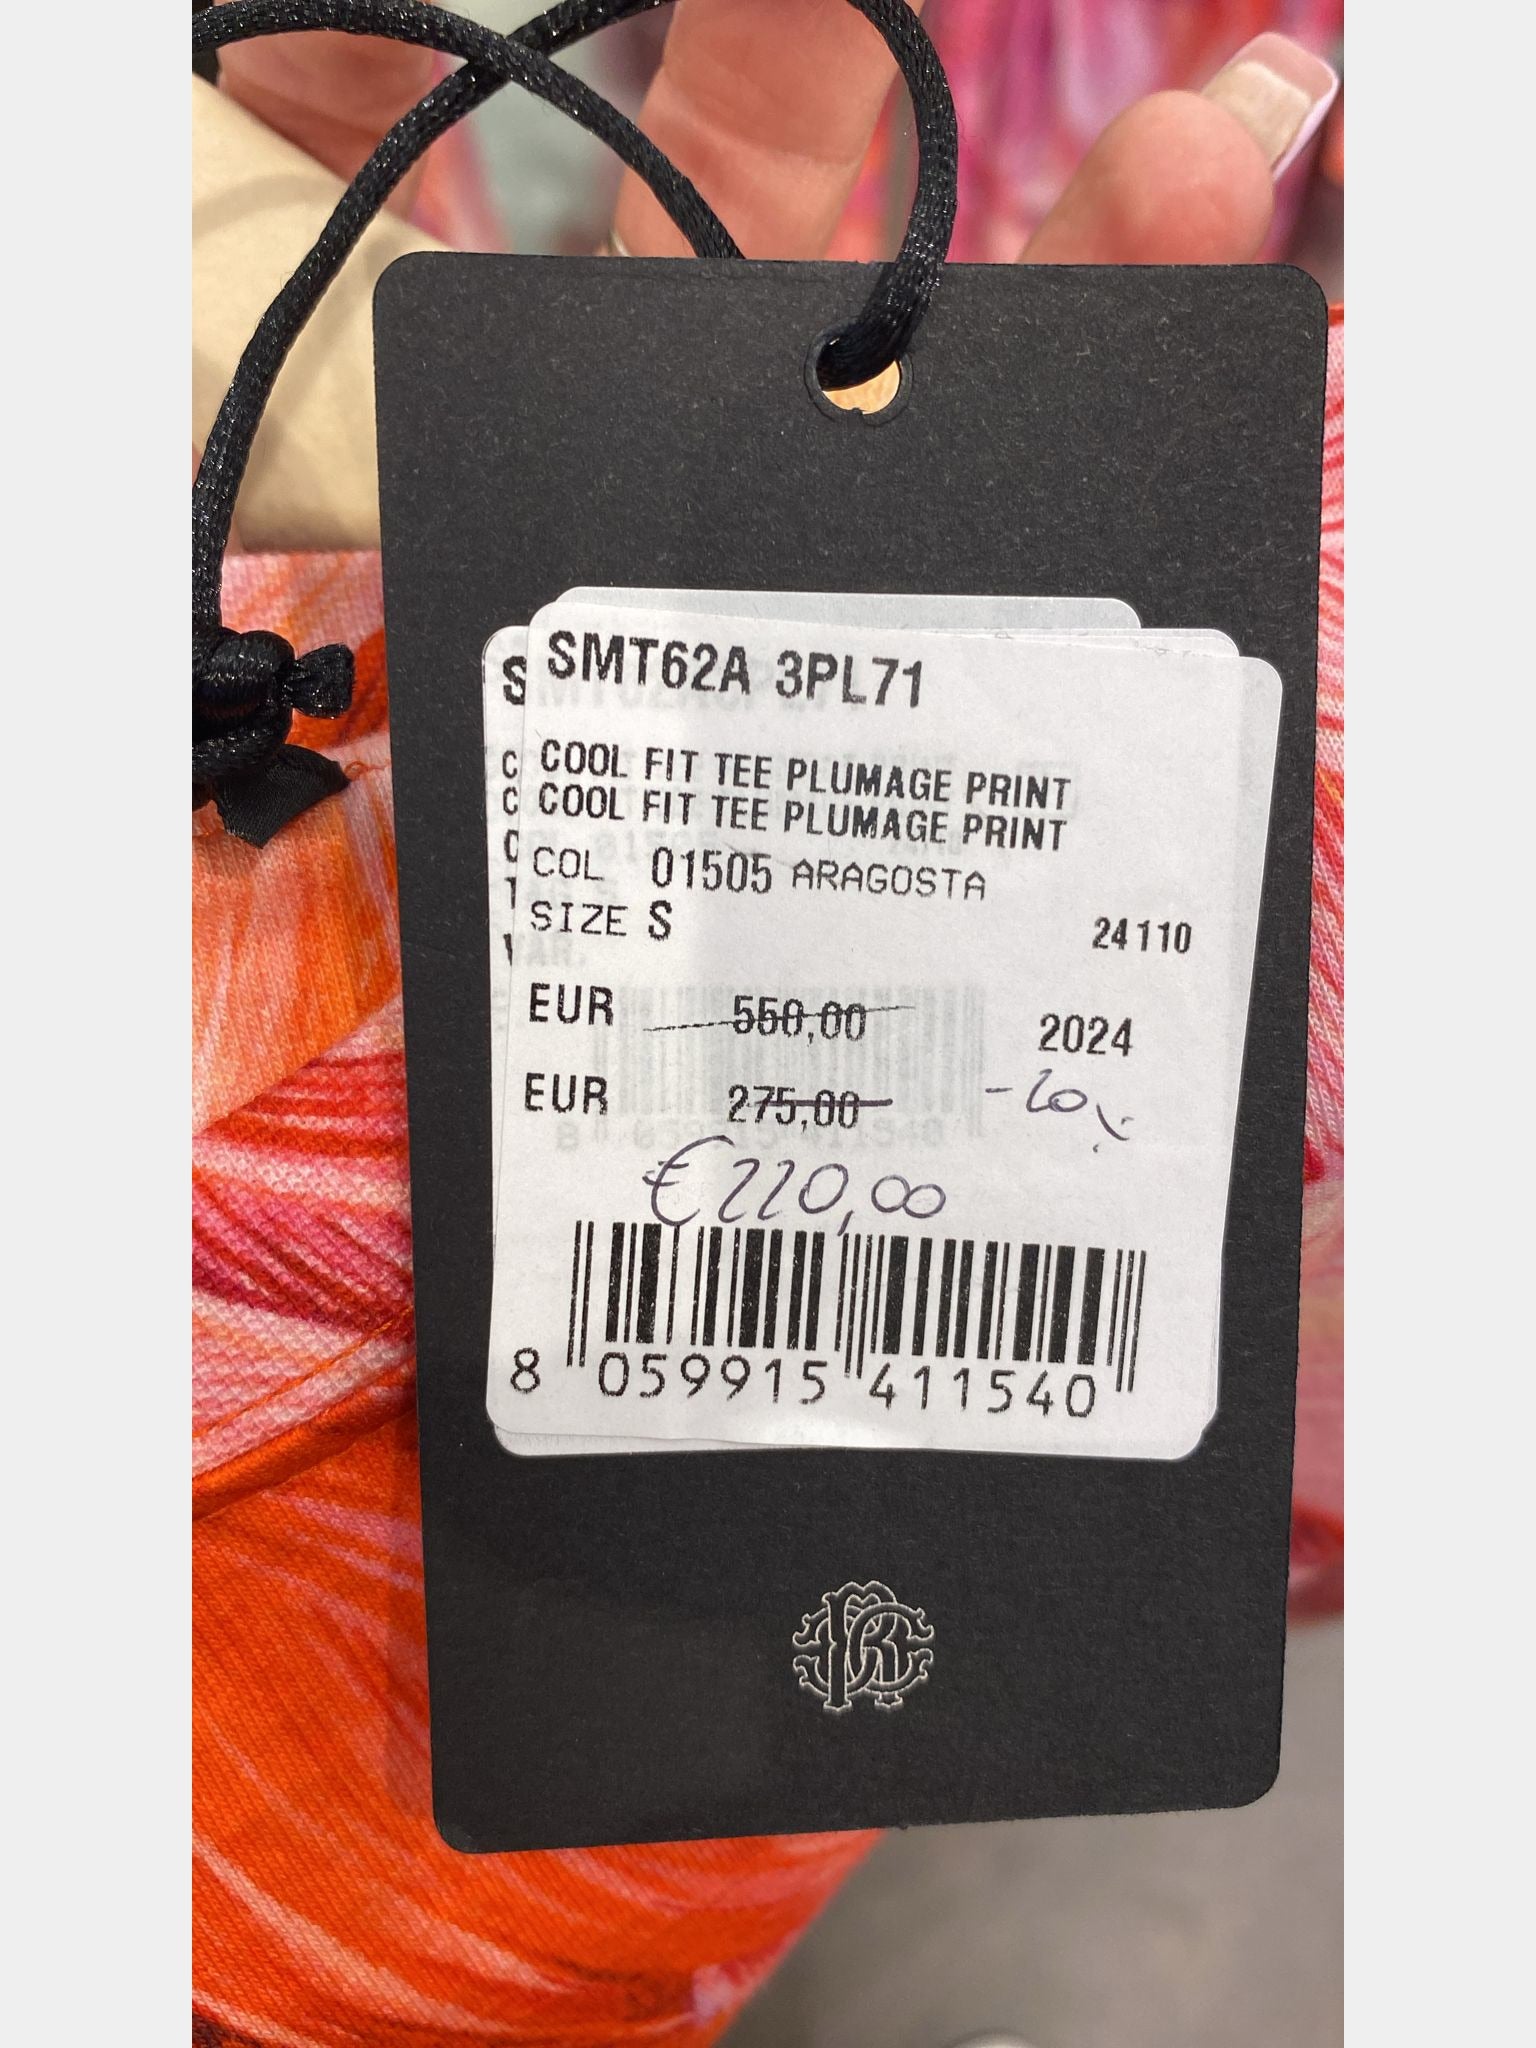 SMT62A 3PL71
COOL FIT TEE PLUMAGE PRINT
COOL FIT TEE PLUMAGE PRINT
COL 01505 ARAGOSTA
SIZE S 24110
EUR 550,00 2024
EUR 275,00 -20%
€220,00
8 059915 411540